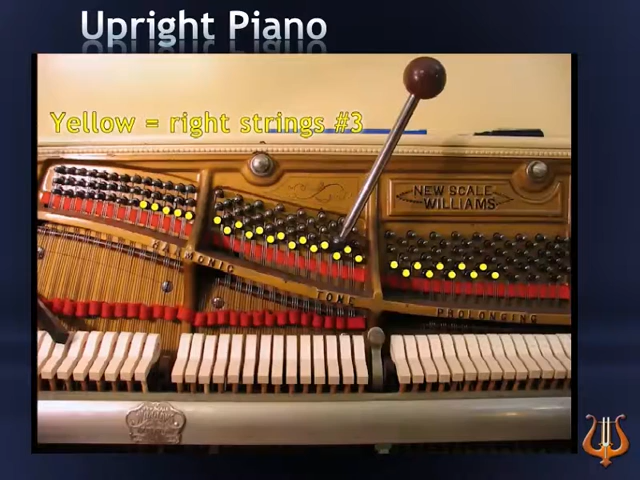 Upright Piano
Yellow = right strings #3
NEW SCALE
WILLIAMS
HARMONIC TONE PROLONGING